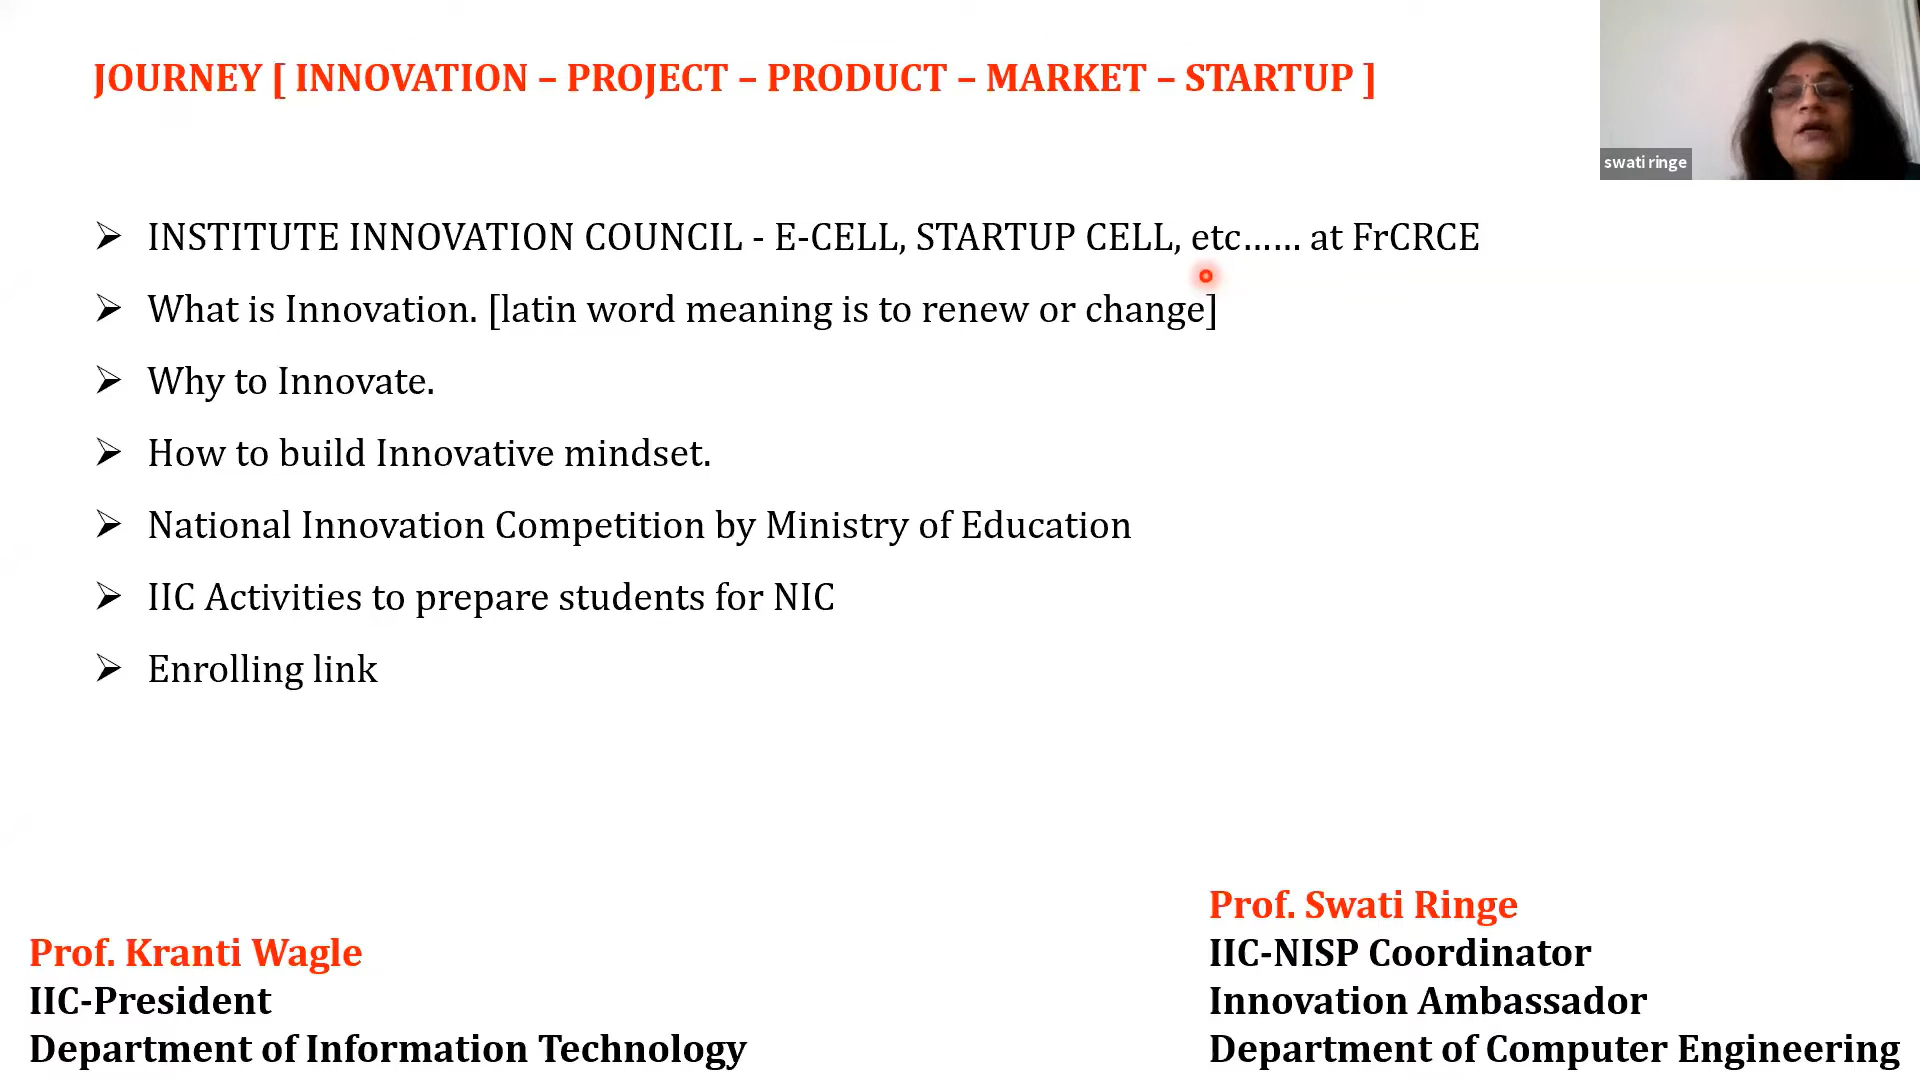 JOURNEY [ INNOVATION – PROJECT – PRODUCT – MARKET – STARTUP ]
swati ringe
INSTITUTE INNOVATION COUNCIL - E-CELL, STARTUP CELL, etc…… at FrCRCE
What is Innovation. [latin word meaning is to renew or change]
Why to Innovate.
How to build Innovative mindset.
National Innovation Competition by Ministry of Education
IIC Activities to prepare students for NIC
Enrolling link
Prof. Kranti Wagle
IIC-President
Department of Information Technology
Prof. Swati Ringe
IIC-NISP Coordinator
Innovation Ambassador
Department of Computer Engineering